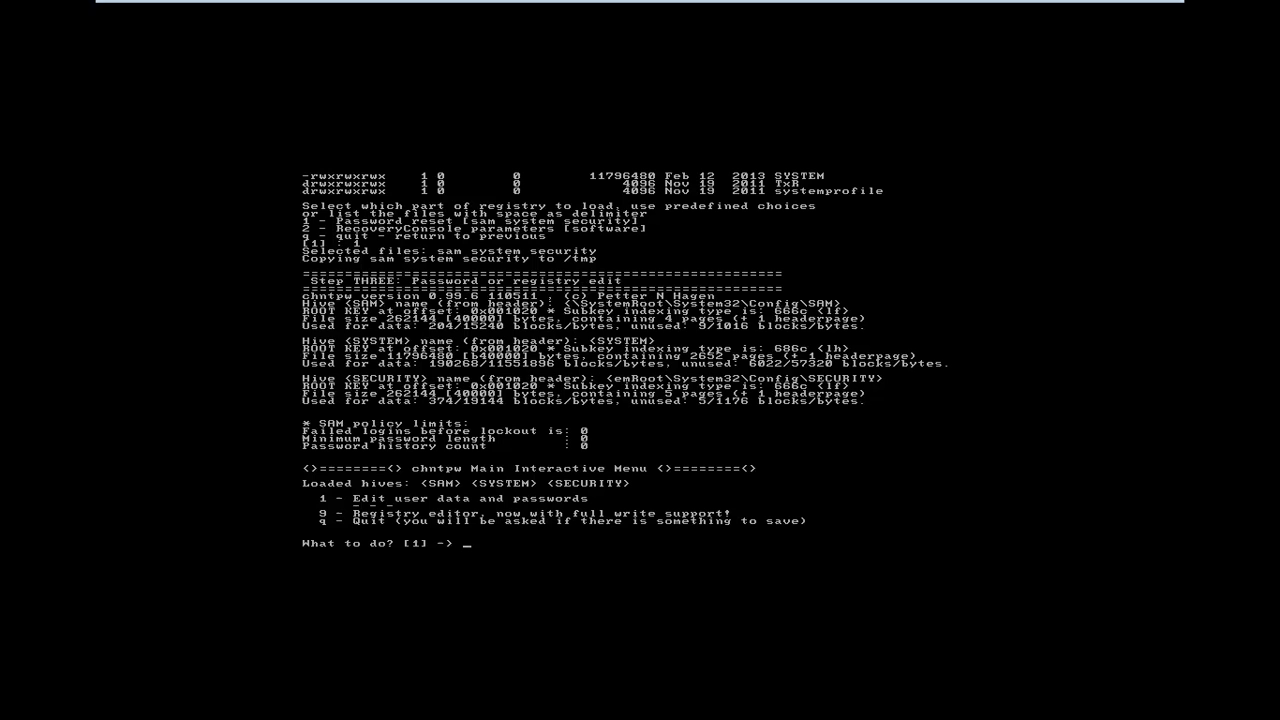 -rwxrwxrwx    1 0        0         11796480 Feb 12  2013 SYSTEM
drwxrwxrwx    1 0        0             4096 Nov 19  2011 TxR
drwxrwxrwx    1 0        0             4096 Nov 19  2011 systemprofile
Select which part of registry to load, use predefined choices
or list the files with space as delimiter
1 - Password reset [sam system security]
2 - RecoveryConsole parameters [software]
q - quit - return to previous
[1] : 1
Selected files: sam system security
Copying sam system security to /tmp
=========================================================
 Step THREE: Password or registry edit
=========================================================
chntpw version 0.99.6 110511 , (c) Petter N Hagen
Hive <SAM> name (from header): <\SystemRoot\System32\Config\SAM>
ROOT KEY at offset: 0x001020 * Subkey indexing type is: 666c <lf>
File size 262144 [40000] bytes, containing 4 pages (+ 1 headerpage)
Used for data: 204/15240 blocks/bytes, unused: 9/1016 blocks/bytes.
Hive <SYSTEM> name (from header): <SYSTEM>
ROOT KEY at offset: 0x001020 * Subkey indexing type is: 686c <lh>
File size 11796480 [b40000] bytes, containing 2652 pages (+ 1 headerpage)
Used for data: 190268/11551896 blocks/bytes, unused: 6022/57320 blocks/bytes.
Hive <SECURITY> name (from header): <emRoot\System32\Config\SECURITY>
ROOT KEY at offset: 0x001020 * Subkey indexing type is: 666c <lf>
File size 262144 [40000] bytes, containing 5 pages (+ 1 headerpage)
Used for data: 374/19144 blocks/bytes, unused: 5/1176 blocks/bytes.
* SAM policy limits:
Failed logins before lockout is: 0
Minimum password length        : 0
Password history count         : 0
<>========<> chntpw Main Interactive Menu <>========<>
Loaded hives: <SAM> <SYSTEM> <SECURITY>
  1 - Edit user data and passwords
      - - -
  9 - Registry editor, now with full write support!
  q - Quit (you will be asked if there is something to save)
What to do? [1] -> _